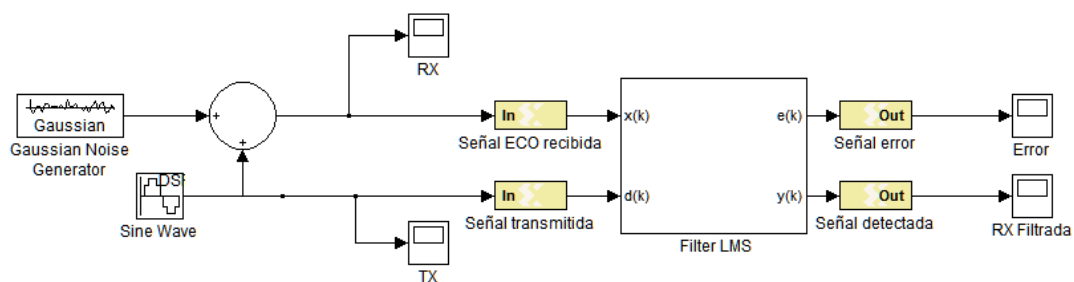 RX
Gaussian
Gaussian Noise
Generator
+
+
In
Señal ECO recibida
x(k)
e(k)
Out
Señal error
Error
DSP
Sine Wave
In
Señal transmitida
d(k)
y(k)
Out
Señal detectada
RX Filtrada
TX
Filter LMS